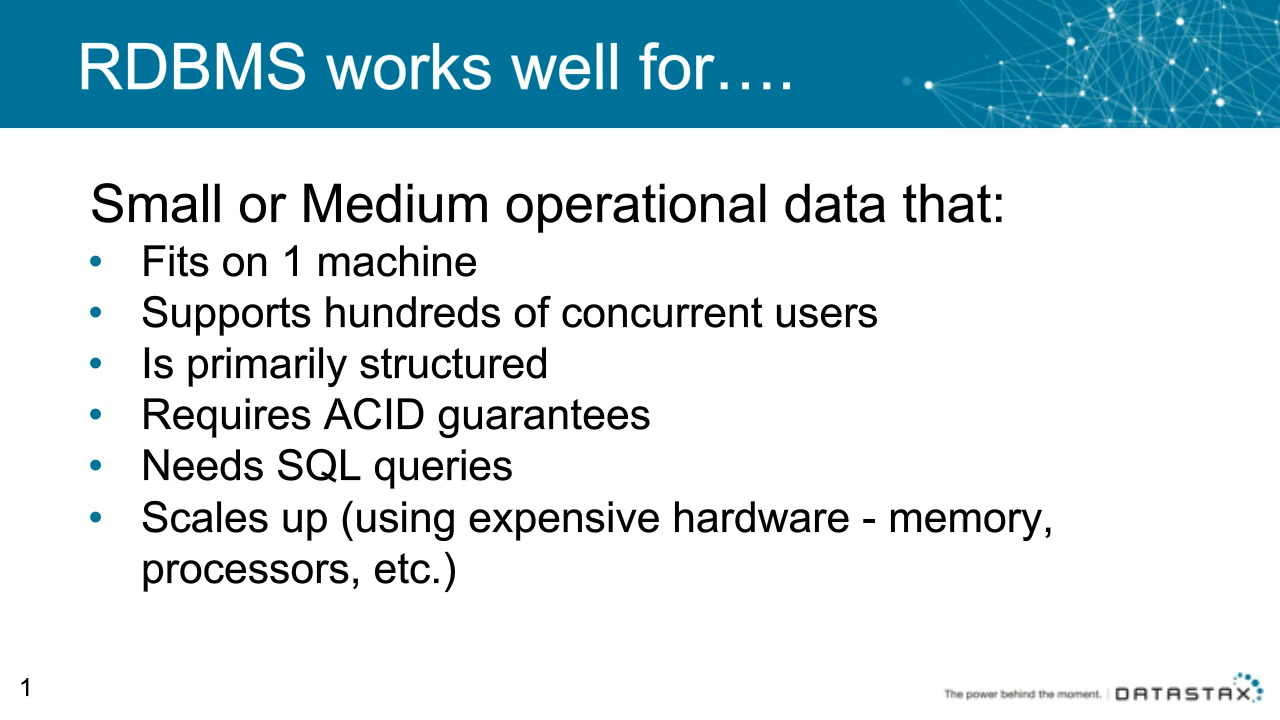 RDBMS works well for….
Small or Medium operational data that:
• Fits on 1 machine
• Supports hundreds of concurrent users
• Is primarily structured
• Requires ACID guarantees
• Needs SQL queries
• Scales up (using expensive hardware - memory,
processors, etc.)
1
The power behind the moment. | DATASTAX